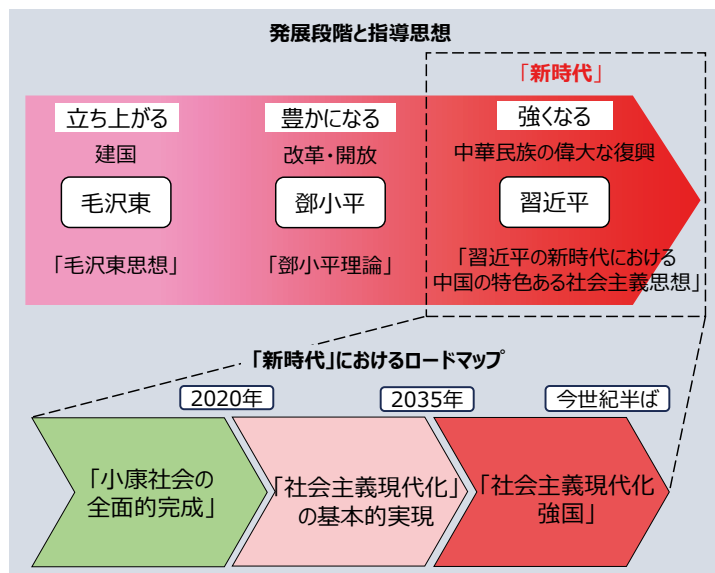 発展段階と指導思想
「新時代」
立ち上がる
建国
毛沢東
「毛沢東思想」
豊かになる
改革・開放
鄧小平
「鄧小平理論」
強くなる
中華民族の偉大な復興
習近平
「習近平の新時代における
中国の特色ある社会主義思想」
「新時代」におけるロードマップ
2020年
2035年
今世紀半ば
「小康社会の
全面的完成」
「社会主義現代化」
の基本的実現
「社会主義現代化
強国」